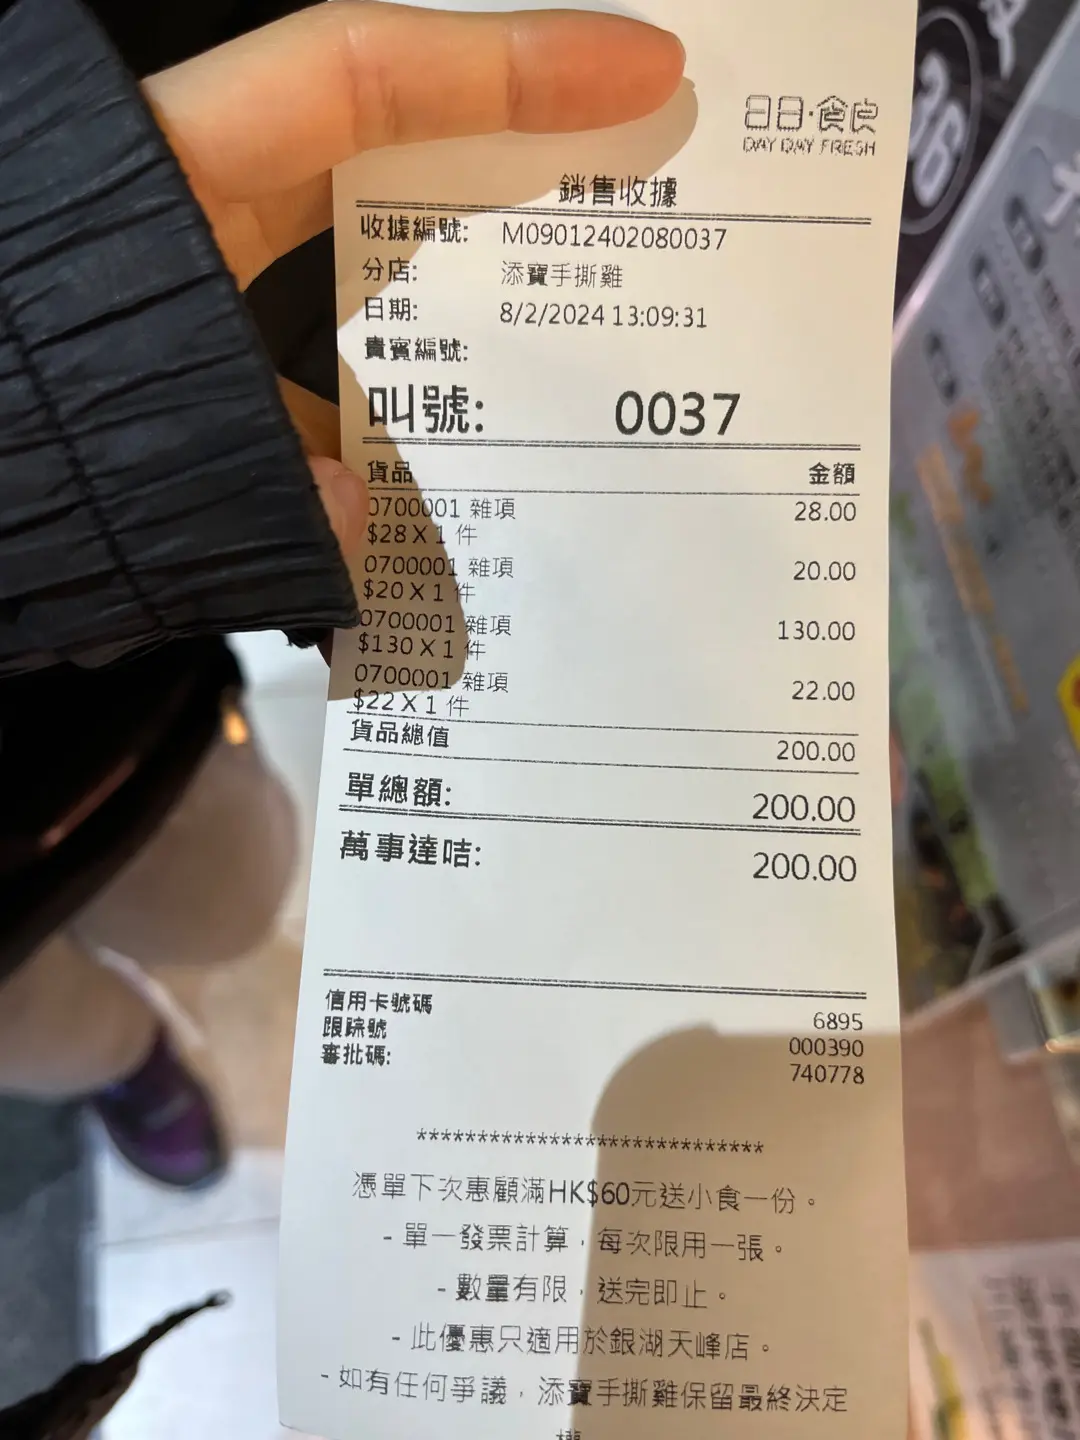 日日·食良
DAY DAY FRESH
銷售收據
收據編號: M09012402080037
分店: 添寶手撕雞
日期: 8/2/2024 13:09:31
貴賓編號:
叫號: 0037
貨品 金額
0700001 雜項 28.00
$28 X 1 件
0700001 雜項 20.00
$20 X 1 件
0700001 雜項 130.00
$130 X 1 件
0700001 雜項 22.00
$22 X 1 件
貨品總值 200.00
單總額: 200.00
萬事達咭: 200.00
信用卡號碼 6895
跟踪號 000390
審批碼: 740778
****************************
憑單下次惠顧滿HK$60元送小食一份。
- 單一發票計算，每次限用一張。
- 數量有限，送完即止。
- 此優惠只適用於銀湖天峰店。
- 如有任何爭議，添寶手撕雞保留最終決定